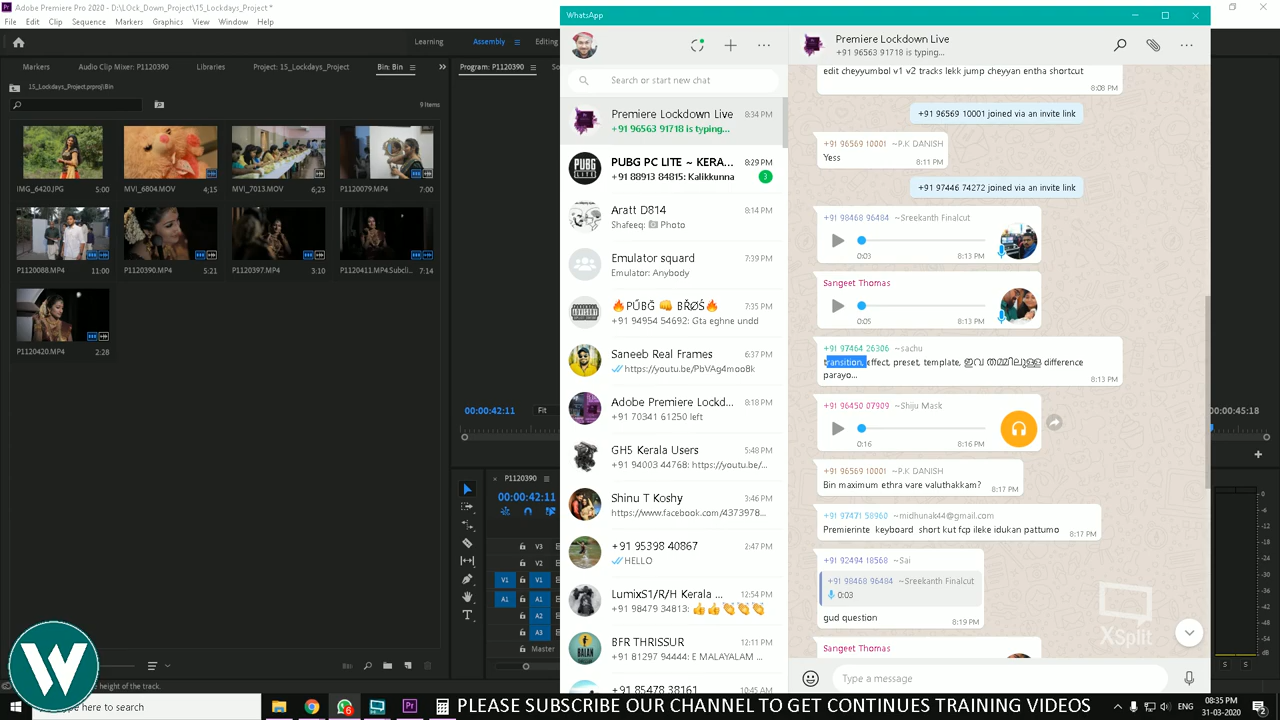 Adobe Premiere Pro 2020 - D:\LOck_Down_Project\15_Lockdays_Project *
File Edit Clip Sequence Markers Graphics View Window Help
Learning Assembly Editing
Markers Audio Clip Mixer: P1120390 Libraries Project: 15_Lockdays_Project Bin: Bin Program: P1120390
15_Lockdays_Project.prproj\Bin
9 Items
IMG_6420.JPG 5:00 MVI_6804.MOV 4;15 MVI_7013.MOV 6;23 P1120079.MP4 7:00
P1120088.MP4 11:00 P1120390.MP4 5:21 P1120397.MP4 3:10 P1120411.MP4.Subcli... 7:14
P1120420.MP4 2:28
00:00:42:11 Fit
00:45:18
P1120390
00:00:42:11
V3
V2
V1 V1
A1 A1
A2
A3
Master
height of the track.
W
WhatsApp
Search or start new chat
Premiere Lockdown Live 8:34 PM
+91 96563 91718 is typing...
PUBG PC LITE ~ KERA... 8:29 PM
+91 88913 84815: Kalikkunna 3
Aratt D814 8:14 PM
Shafeeq: Photo
Emulator squard 7:39 PM
Emulator: Anybody
🔥PÚBĞ 👊 BŘØŚ🔥 7:35 PM
+91 94954 54692: Gta eghne undd
Saneeb Real Frames 6:37 PM
https://youtu.be/PbVAg4moo8k
Adobe Premiere Lockd... 8:18 PM
+91 70341 61250 left
GH5 Kerala Users 5:48 PM
+91 94003 44768: https://youtu.be/...
Shinu T Koshy 3:46 PM
https://www.facebook.com/4373978...
+91 95398 40867 2:47 PM
HELLO
LumixS1/R/H Kerala ... 12:54 PM
+91 98479 34813: 👍👍👏👏👏
BFR THRISSUR 12:11 PM
+91 81297 94444: E MALAYALAM ...
+91 85478 38161 10:45 AM
Premiere Lockdown Live
+91 96563 91718 is typing...
edit cheyyumbol v1 v2 tracks lekk jump cheyyan entha shortcut
8:08 PM
+91 96569 10001 joined via an invite link
+91 96569 10001 ~P.K DANISH
Yess 8:11 PM
+91 97446 74272 joined via an invite link
+91 98468 96484 ~Sreekanth Finalcut
0:03 8:13 PM
Sangeet Thomas
0:05 8:13 PM
+91 97464 26306 ~sachu
transition, effect, preset, template, ഇവ തമ്മിലുള്ള difference
parayo... 8:13 PM
+91 96450 07909 ~Shiju Mask
0:16 8:16 PM
+91 96569 10001 ~P.K DANISH
Bin maximum ethra vare valuthakkam? 8:17 PM
+91 97471 58960 ~midhunak44@gmail.com
Premierinte keyboard short kut fcp ileke idukan pattumo 8:17 PM
+91 92494 18568 ~Sai
+91 98468 96484 ~Sreekanth Finalcut
0:03
gud question 8:19 PM
Sangeet Thomas
XSplit
Type a message
0
-6
-12
-18
-24
-30
-36
-42
-48
-54
dB
S S
here to search
6
PLEASE SUBSCRIBE OUR CHANNEL TO GET CONTINUES TRAINING VIDEOS
ENG
08:35 PM
31-03-2020
2